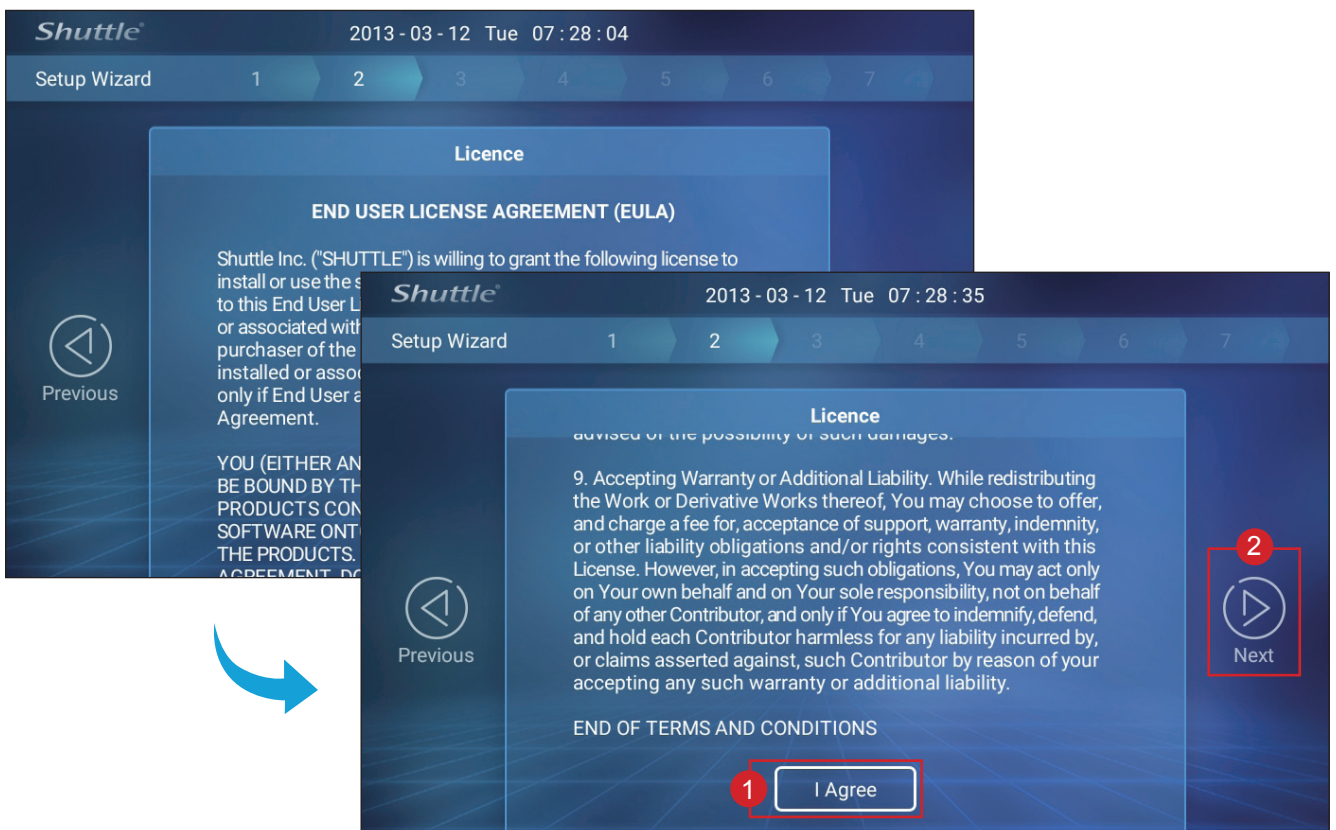 Shuttle
2013 - 03 - 12 Tue 07 : 28 : 04
Setup Wizard 1 2 3 4 5 6 7
Licence
END USER LICENSE AGREEMENT (EULA)
Shuttle Inc. ("SHUTTLE") is willing to grant the following license to
install or use the s
to this End User Li
or associated with
purchaser of the
installed or asso
only if End User a
Agreement.
YOU (EITHER AN
BE BOUND BY TH
PRODUCTS CON
SOFTWARE ONT
THE PRODUCTS.
AGREEMENT, DO
Previous
Shuttle
2013 - 03 - 12 Tue 07 : 28 : 35
Setup Wizard 1 2 3 4 5 6 7
Licence
advised of the possibility of such damages.
9. Accepting Warranty or Additional Liability. While redistributing
the Work or Derivative Works thereof, You may choose to offer,
and charge a fee for, acceptance of support, warranty, indemnity,
or other liability obligations and/or rights consistent with this
License. However, in accepting such obligations, You may act only
on Your own behalf and on Your sole responsibility, not on behalf
of any other Contributor, and only if You agree to indemnify, defend,
and hold each Contributor harmless for any liability incurred by,
or claims asserted against, such Contributor by reason of your
accepting any such warranty or additional liability.
END OF TERMS AND CONDITIONS
1
I Agree
Previous
2
Next